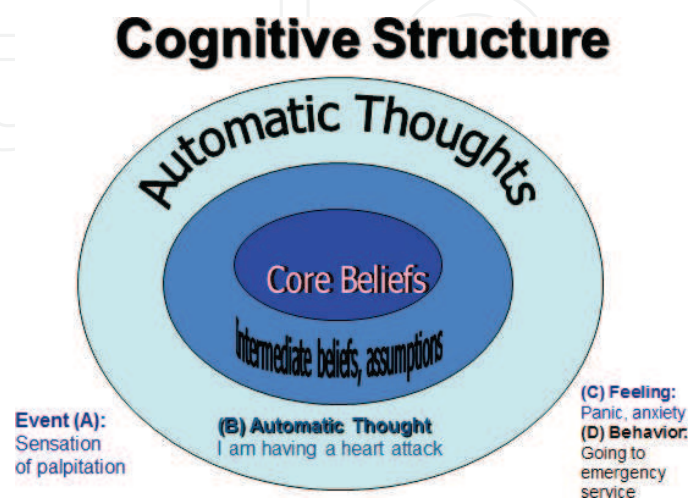 Cognitive Structure
Automatic Thoughts
Core Beliefs
Intermediate beliefs, assumptions
Event (A):
Sensation
of palpitation
(B) Automatic Thought
I am having a heart attack
(C) Feeling:
Panic, anxiety
(D) Behavior:
Going to
emergency
service